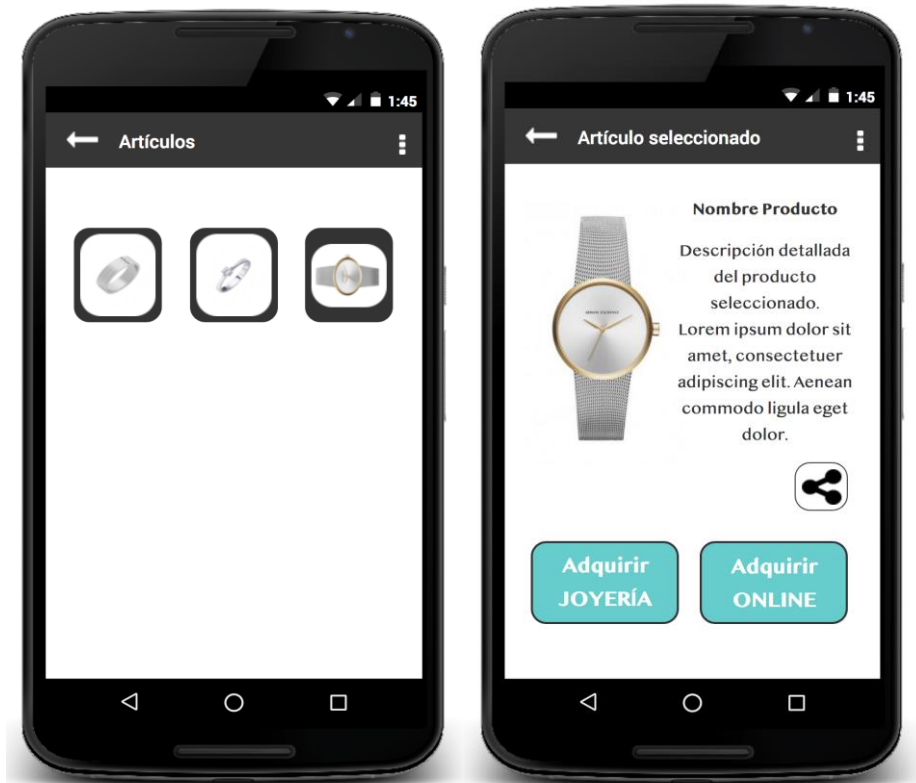 1:45
Artículos
1:45
Artículo seleccionado
Nombre Producto
Descripción detallada
del producto
seleccionado.
Lorem ipsum dolor sit
amet, consectetuer
adipiscing elit. Aenean
commodo ligula eget
dolor.
Adquirir
JOYERÍA
Adquirir
ONLINE